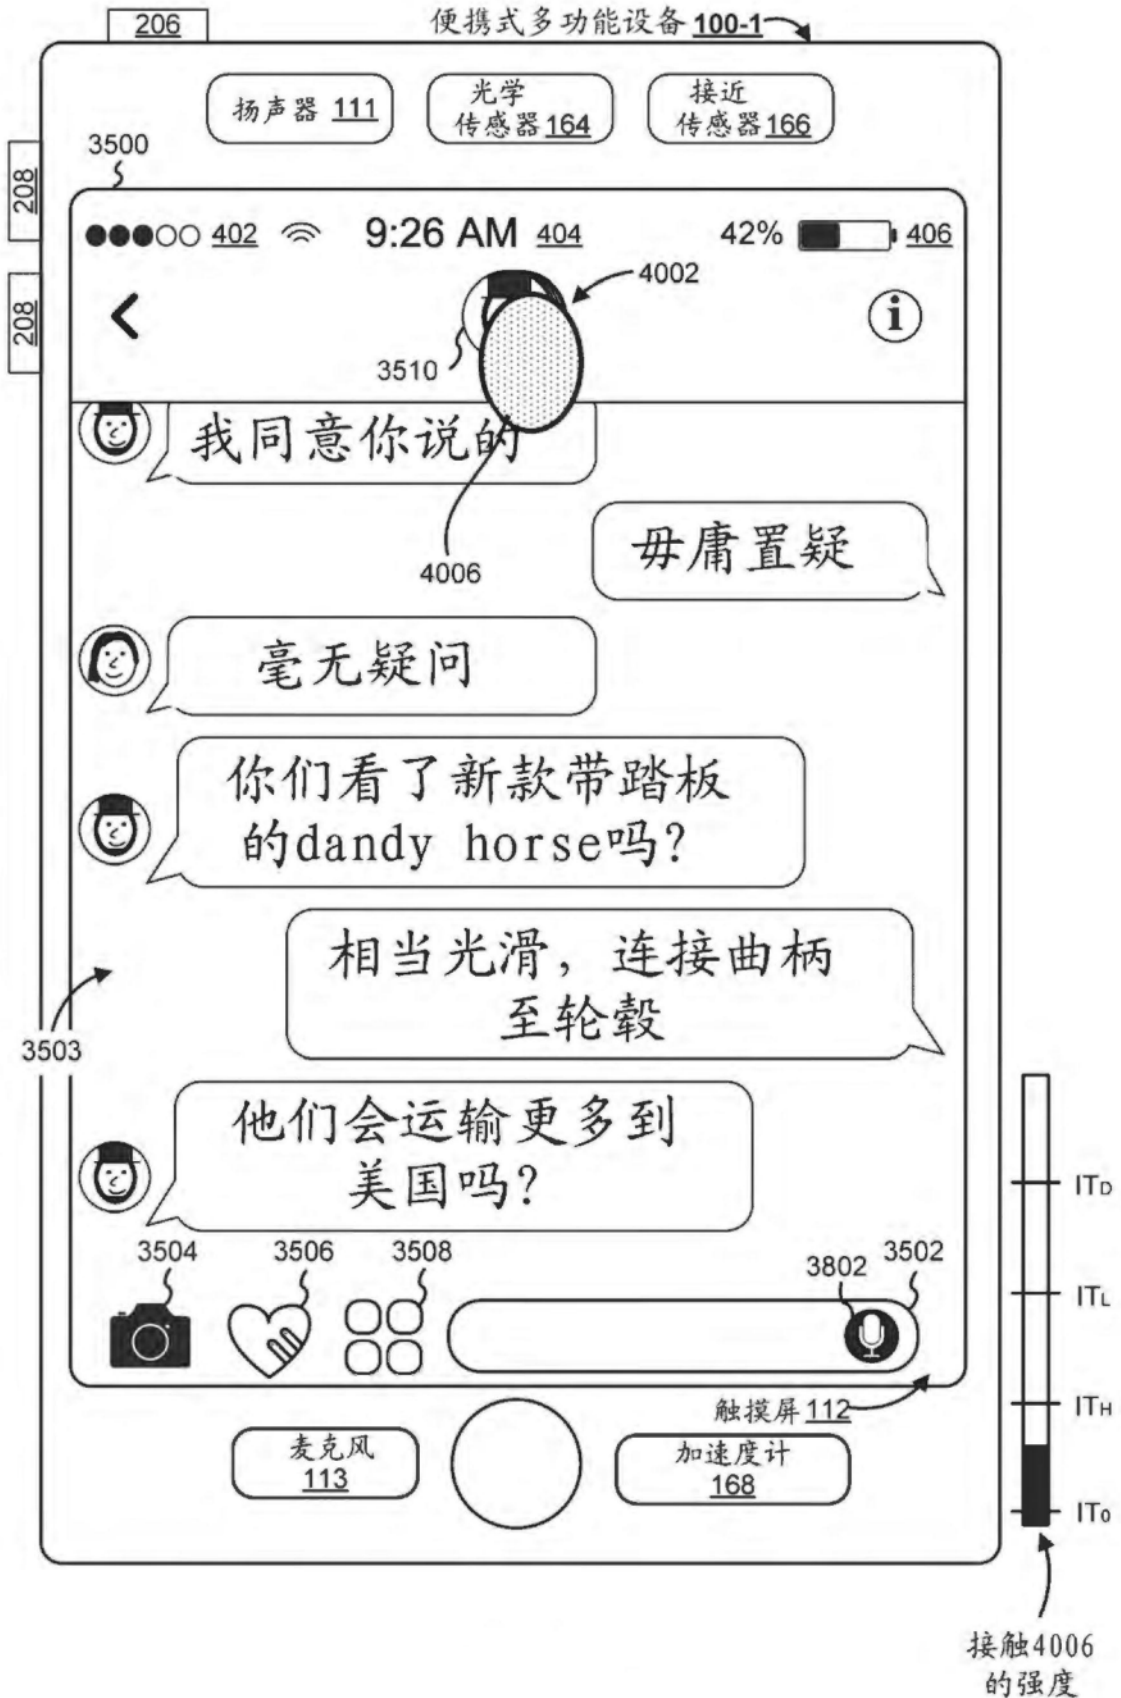 206
便携式多功能设备 100-1
扬声器 111
光学
传感器 164
接近
传感器 166
3500
208
402
9:26 AM 404
42% 406
4002
208
i
3510
我同意你说的
毋庸置疑
4006
毫无疑问
你们看了新款带踏板
的dandy horse吗?
相当光滑，连接曲柄
至轮毂
3503
他们会运输更多到
美国吗?
ITD
3504
3506
3508
3802
3502
ITL
触摸屏 112
ITH
麦克风
113
加速度计
168
IT0
接触4006
的强度